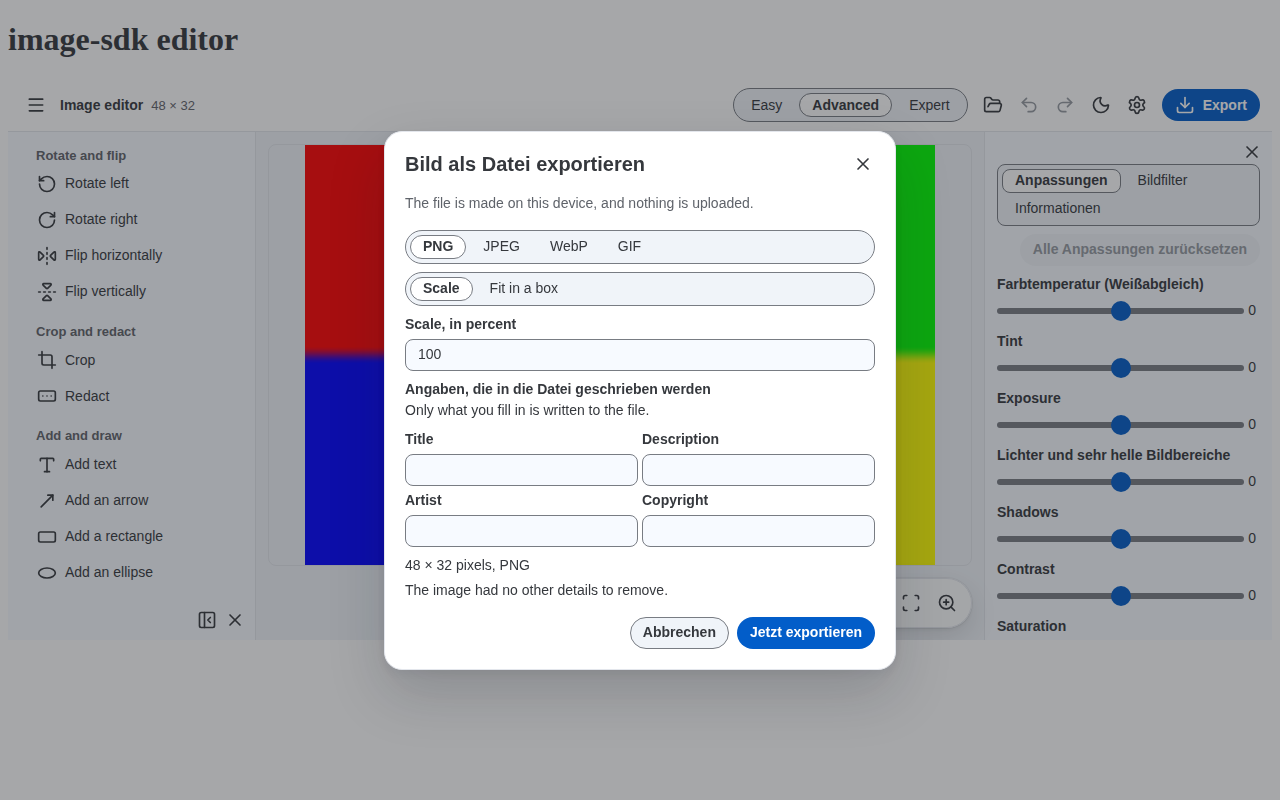 image-sdk editor
Image editor 48 × 32
Easy Advanced Expert
Export
Rotate and flip
Rotate left
Rotate right
Flip horizontally
Flip vertically
Crop and redact
Crop
Redact
Add and draw
Add text
Add an arrow
Add a rectangle
Add an ellipse
Bild als Datei exportieren
The file is made on this device, and nothing is uploaded.
PNG JPEG WebP GIF
Scale Fit in a box
Scale, in percent
100
Angaben, die in die Datei geschrieben werden
Only what you fill in is written to the file.
Title Description
Artist Copyright
48 × 32 pixels, PNG
The image had no other details to remove.
Abbrechen Jetzt exportieren
Anpassungen Bildfilter
Informationen
Alle Anpassungen zurücksetzen
Farbtemperatur (Weißabgleich)
0
Tint
0
Exposure
0
Lichter und sehr helle Bildbereiche
0
Shadows
0
Contrast
0
Saturation